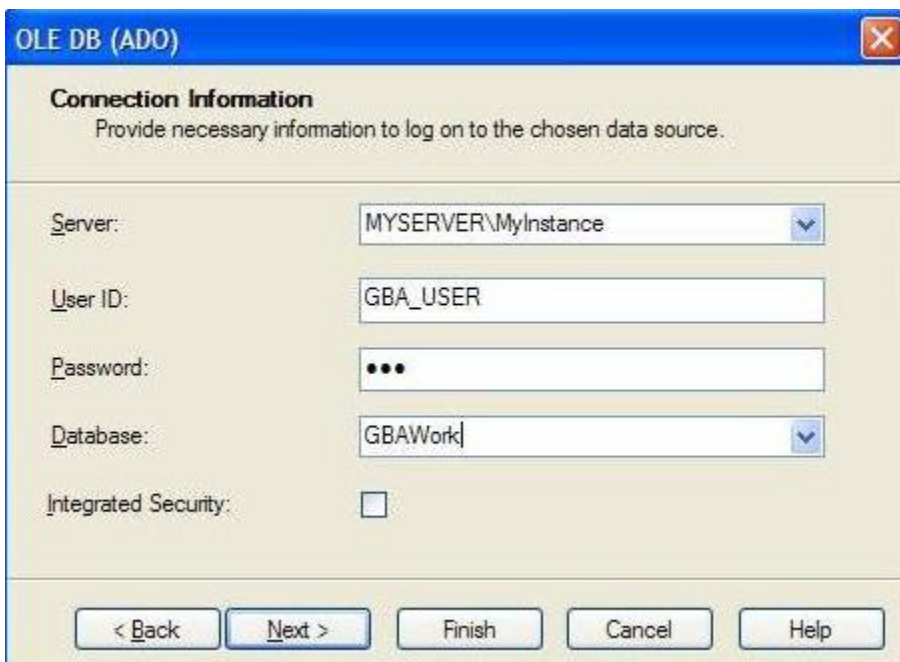 OLE DB (ADO)
Connection Information
Provide necessary information to log on to the chosen data source.
Server: MYSERVER\MyInstance
User ID: GBA_USER
Password: •••
Database: GBAWork
Integrated Security:
< Back Next > Finish Cancel Help